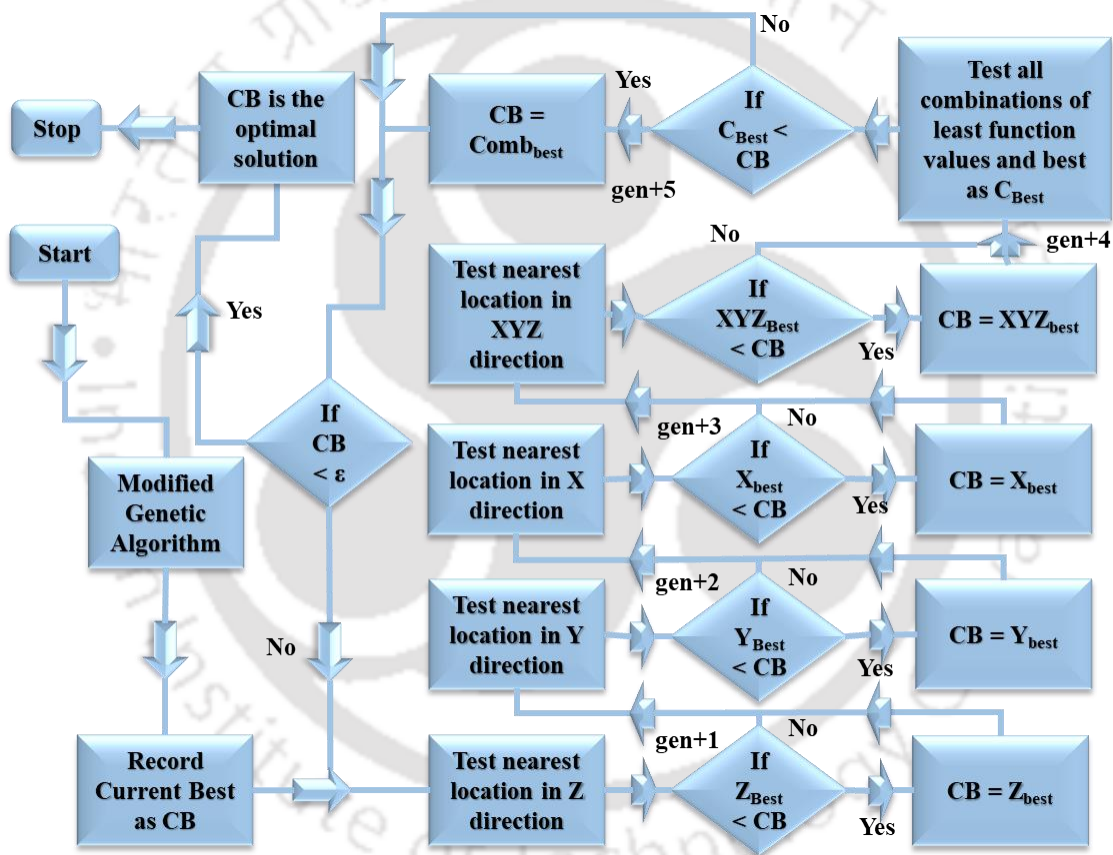 No
Stop
CB is the
optimal
solution
CB =
Comb_best
Yes
gen+5
If
C_Best <
CB
Test all
combinations of
least function
values and best
as C_Best
gen+4
Start
Yes
Test nearest
location in
XYZ
direction
No
If
XYZ_Best
< CB
Yes
CB = XYZ_best
If
CB
< ε
Modified
Genetic
Algorithm
Test nearest
location in X
direction
gen+3
If
X_best
< CB
No
Yes
CB = X_best
No
Test nearest
location in Y
direction
gen+2
If
Y_Best
< CB
No
Yes
CB = Y_best
Record
Current Best
as CB
Test nearest
location in Z
direction
gen+1
If
Z_Best
< CB
No
Yes
CB = Z_best